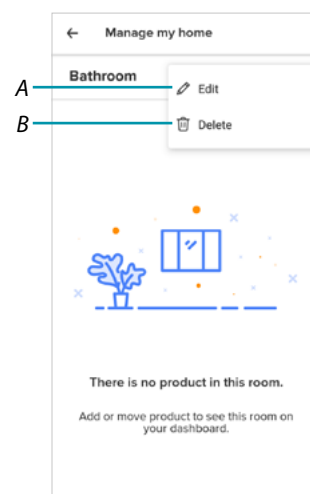 ← Manage my home
Bathroom
A
Edit
B
Delete
There is no product in this room.
Add or move product to see this room on
your dashboard.